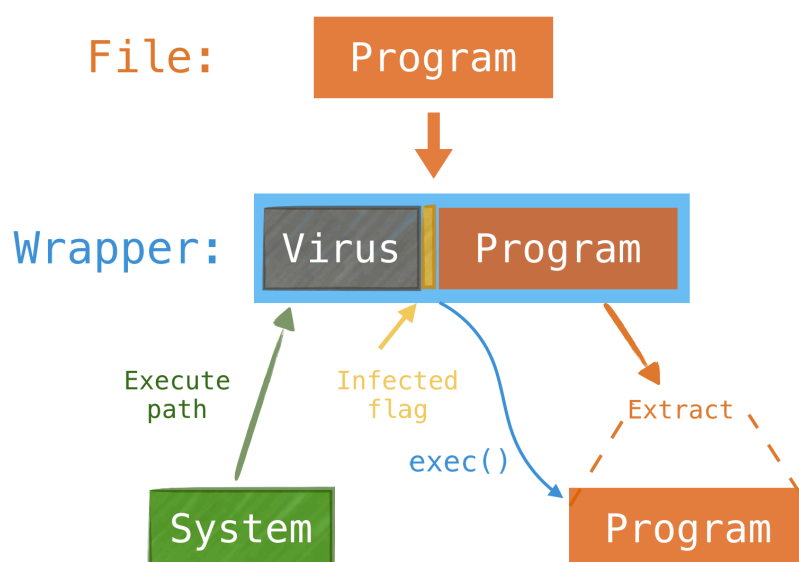 File:
Program
Wrapper:
Virus
Program
Execute
path
Infected
flag
Extract
exec()
System
Program